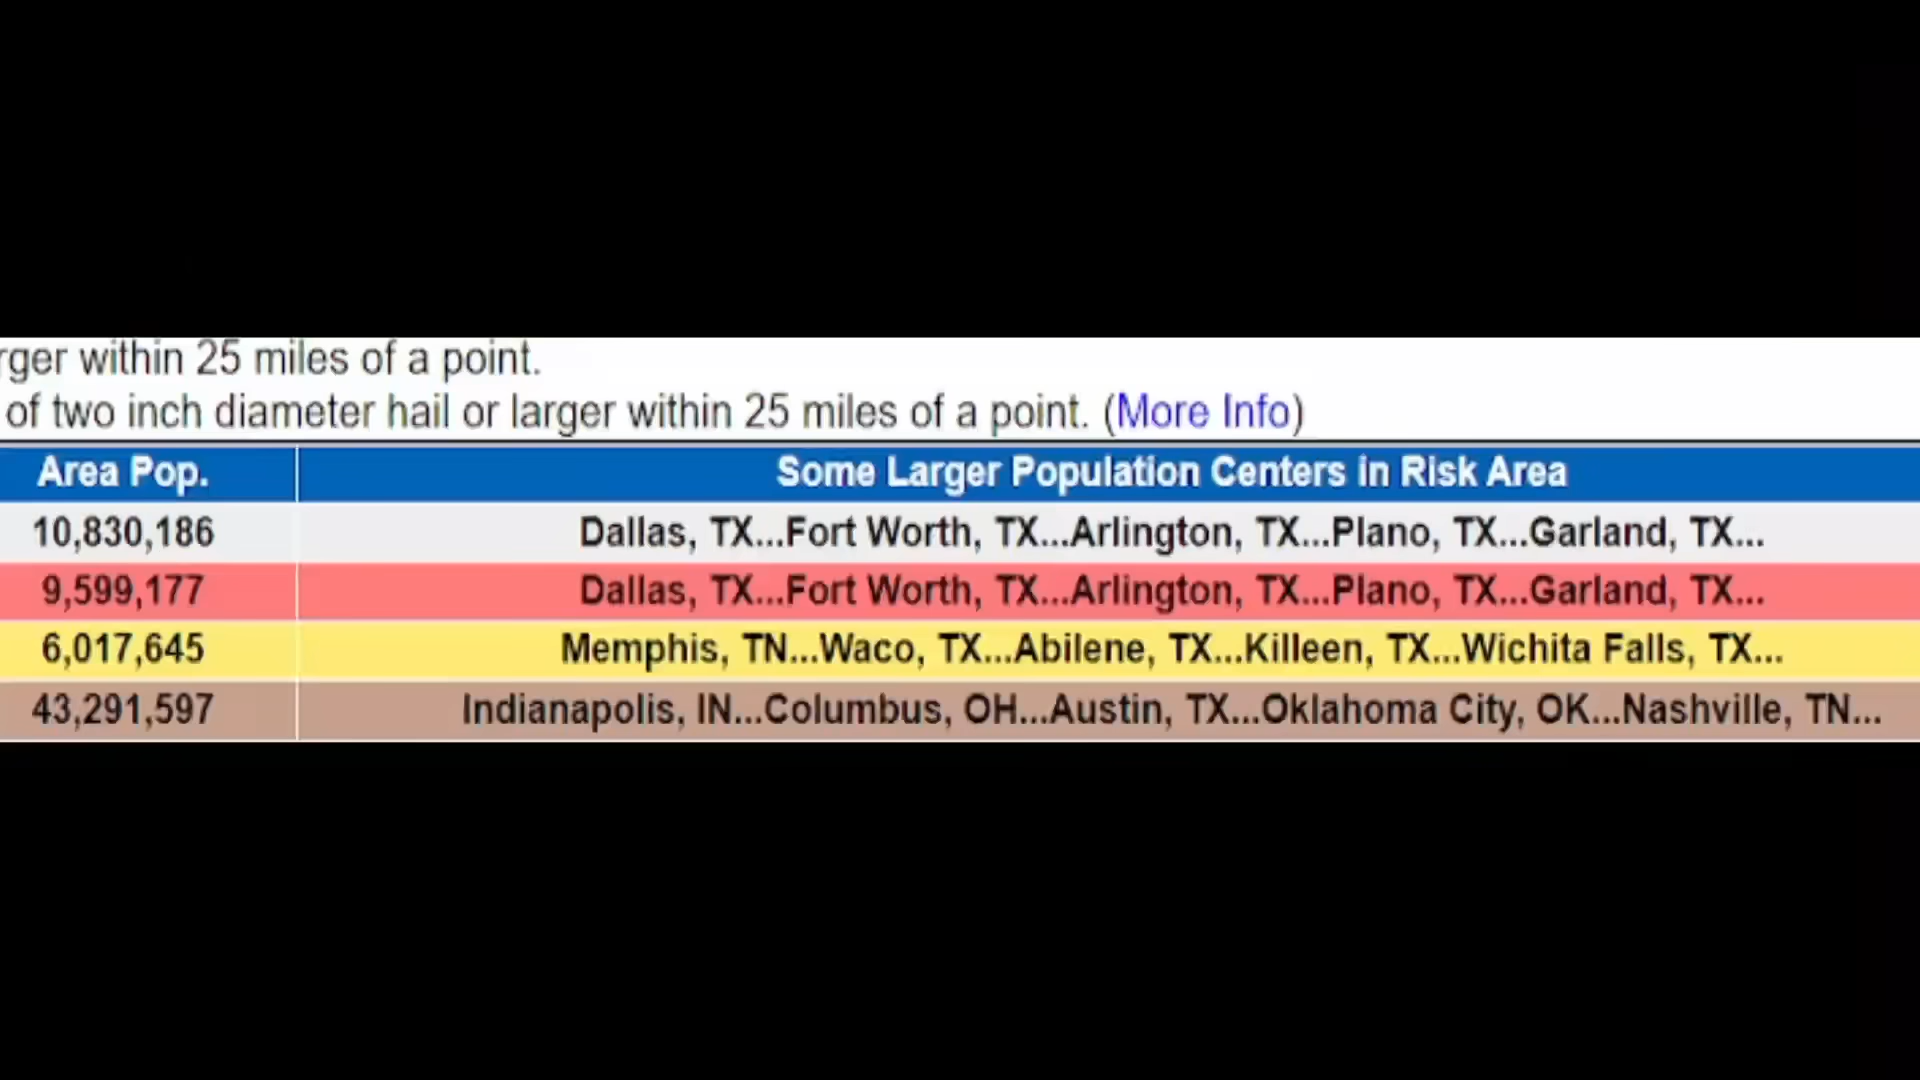 rger within 25 miles of a point.
of two inch diameter hail or larger within 25 miles of a point. (More Info)
Area Pop. Some Larger Population Centers in Risk Area
10,830,186 Dallas, TX...Fort Worth, TX...Arlington, TX...Plano, TX...Garland, TX...
9,599,177 Dallas, TX...Fort Worth, TX...Arlington, TX...Plano, TX...Garland, TX...
6,017,645 Memphis, TN...Waco, TX...Abilene, TX...Killeen, TX...Wichita Falls, TX...
43,291,597 Indianapolis, IN...Columbus, OH...Austin, TX...Oklahoma City, OK...Nashville, TN...